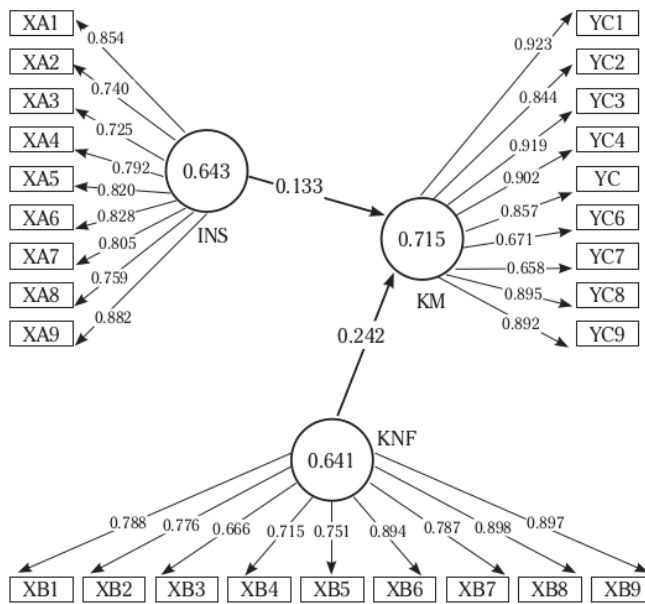 XA1
XA2
XA3
XA4
XA5
XA6
XA7
XA8
XA9
0.854
0.740
0.725
0.792
0.820
0.828
0.805
0.759
0.882
0.643
INS
0.133
0.715
KM
0.923
0.844
0.919
0.902
0.857
0.671
0.658
0.895
0.892
YC1
YC2
YC3
YC4
YC
YC6
YC7
YC8
YC9
0.242
KNF
0.641
0.788
0.776
0.666
0.715
0.751
0.894
0.787
0.898
0.897
XB1
XB2
XB3
XB4
XB5
XB6
XB7
XB8
XB9